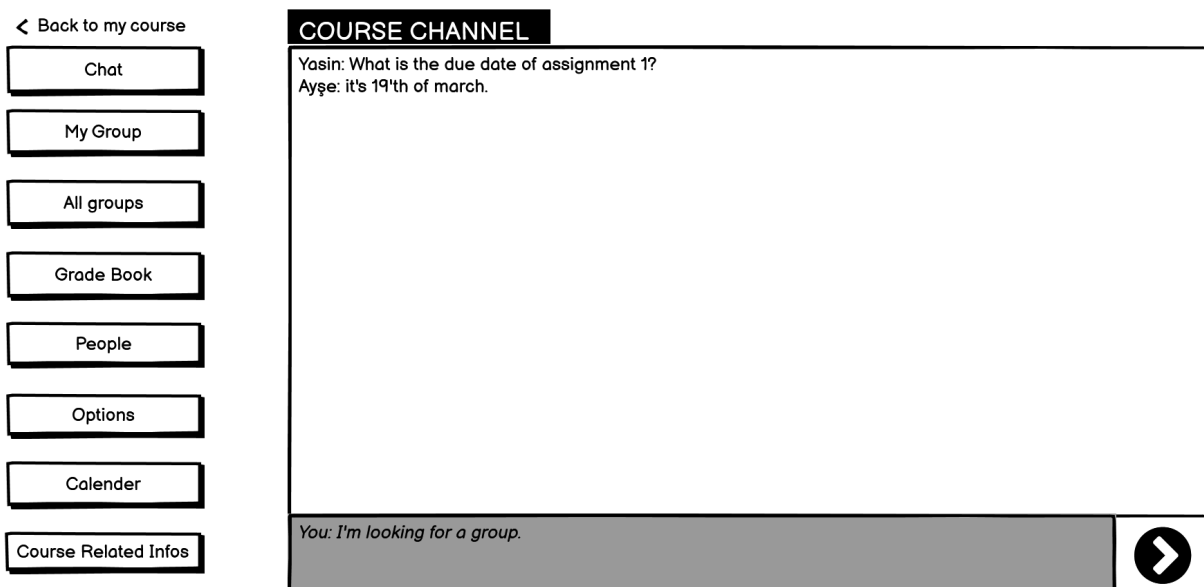 Back to my course
Chat
My Group
All groups
Grade Book
People
Options
Calender
Course Related Infos
COURSE CHANNEL
Yasin: What is the due date of assignment 1?
Ayşe: it's 19'th of march.
You: I'm looking for a group.